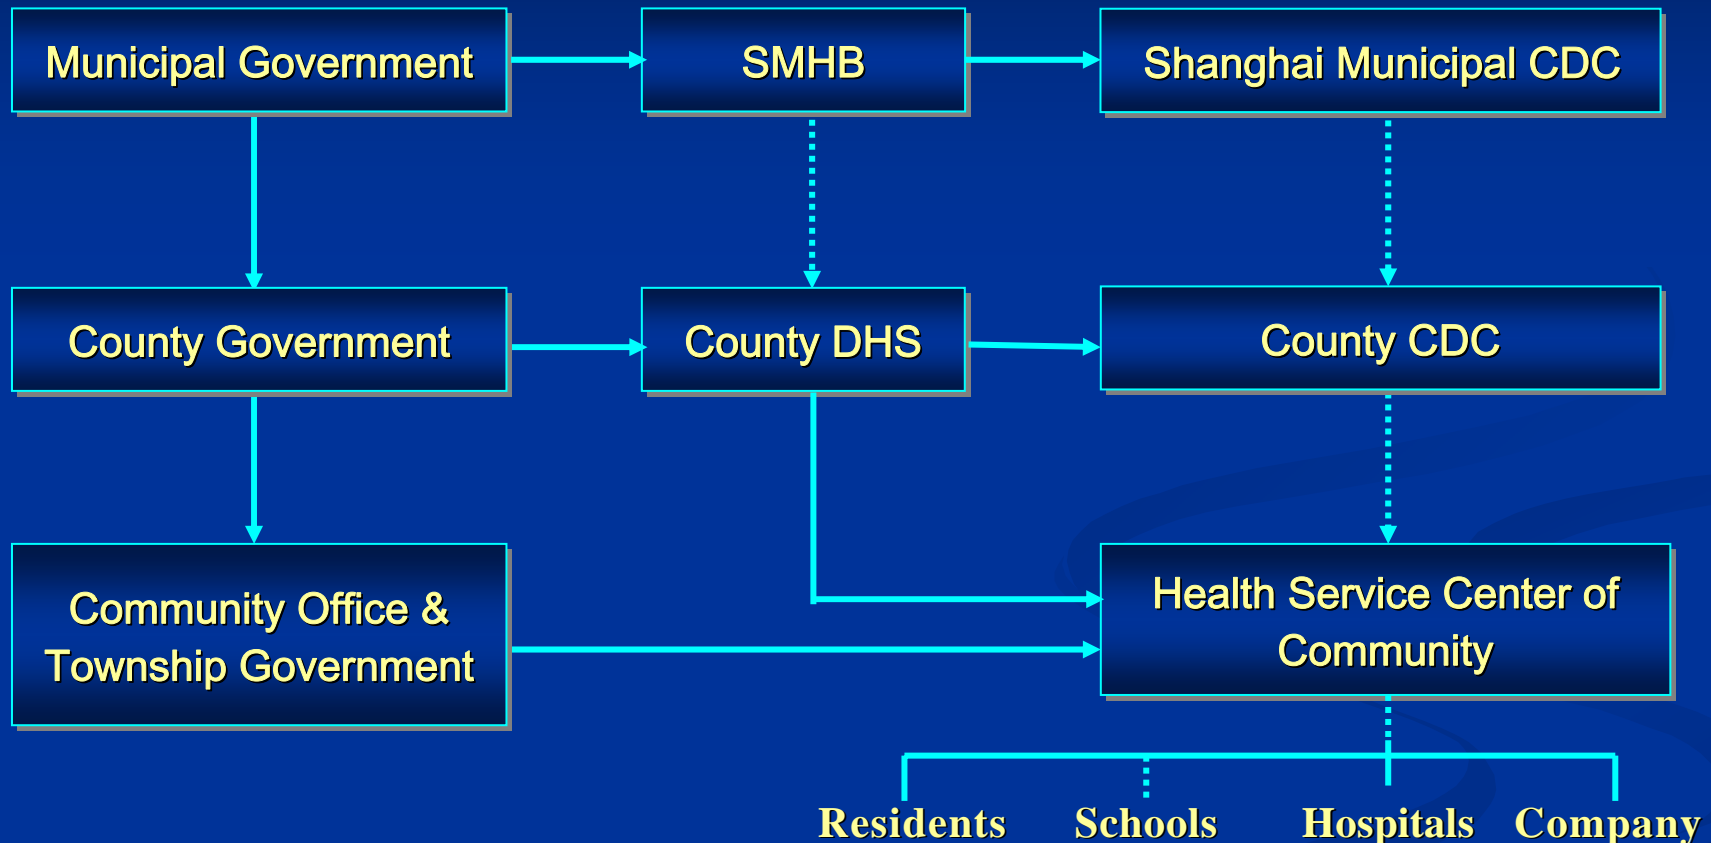 Municipal Government
SMHB
Shanghai Municipal CDC
County Government
County DHS
County CDC
Community Office &
Township Government
Health Service Center of
Community
Residents
Schools
Hospitals
Company